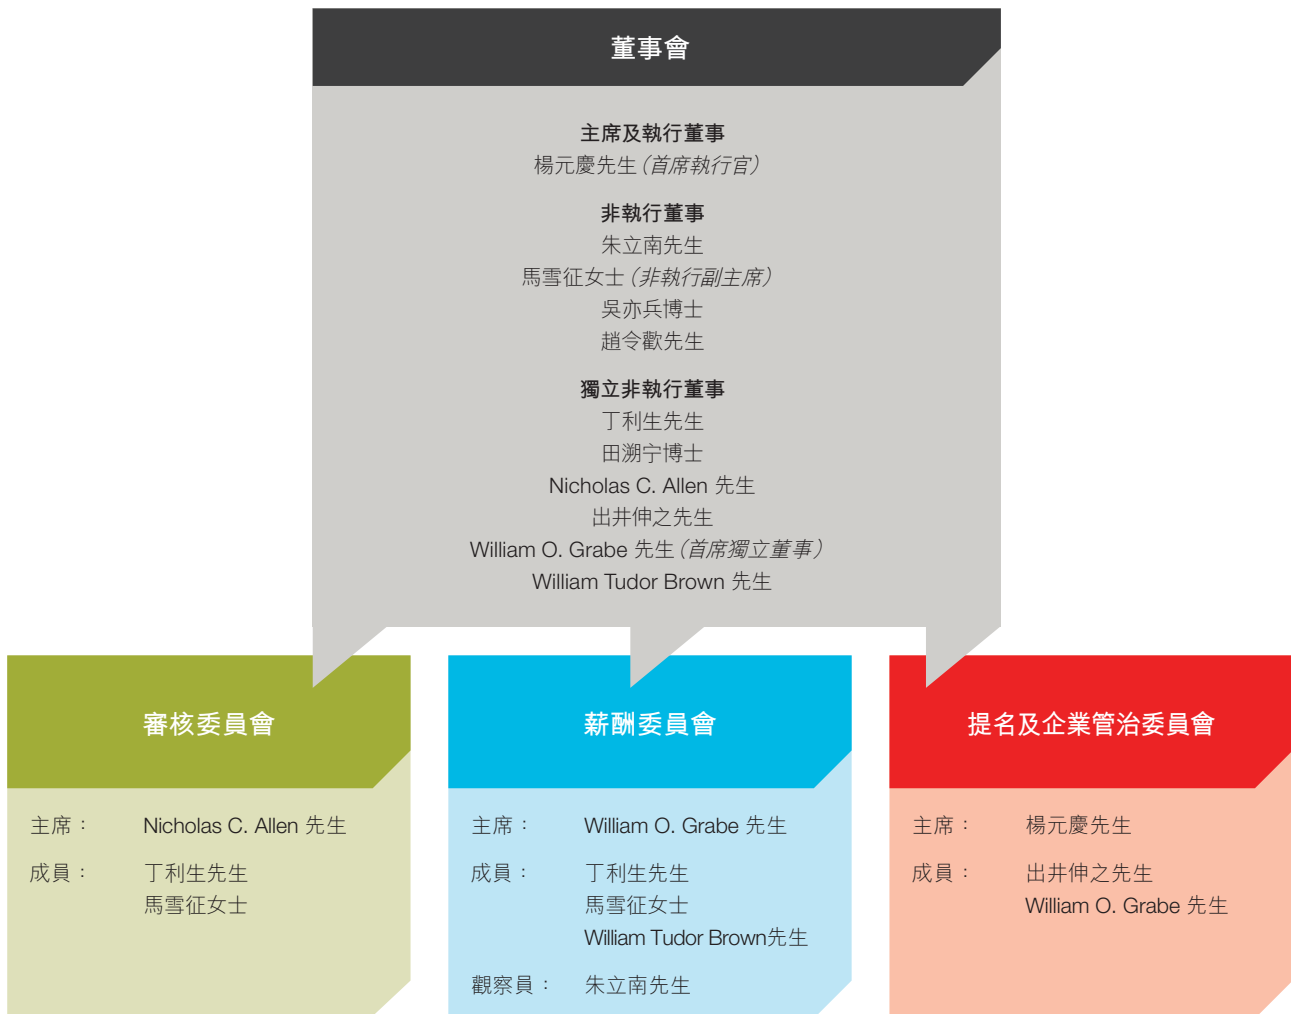 董事會
主席及執行董事
楊元慶先生(首席執行官)
非執行董事
朱立南先生
馬雪征女士(非執行副主席)
吳亦兵博士
趙令歡先生
獨立非執行董事
丁利生先生
田溯宁博士
Nicholas C. Allen 先生
出井伸之先生
William O. Grabe 先生(首席獨立董事)
William Tudor Brown 先生
審核委員會
主席: Nicholas C. Allen 先生
成員: 丁利生先生
馬雪征女士
薪酬委員會
主席: William O. Grabe 先生
成員: 丁利生先生
馬雪征女士
William Tudor Brown先生
觀察員: 朱立南先生
提名及企業管治委員會
主席: 楊元慶先生
成員: 出井伸之先生
William O. Grabe 先生